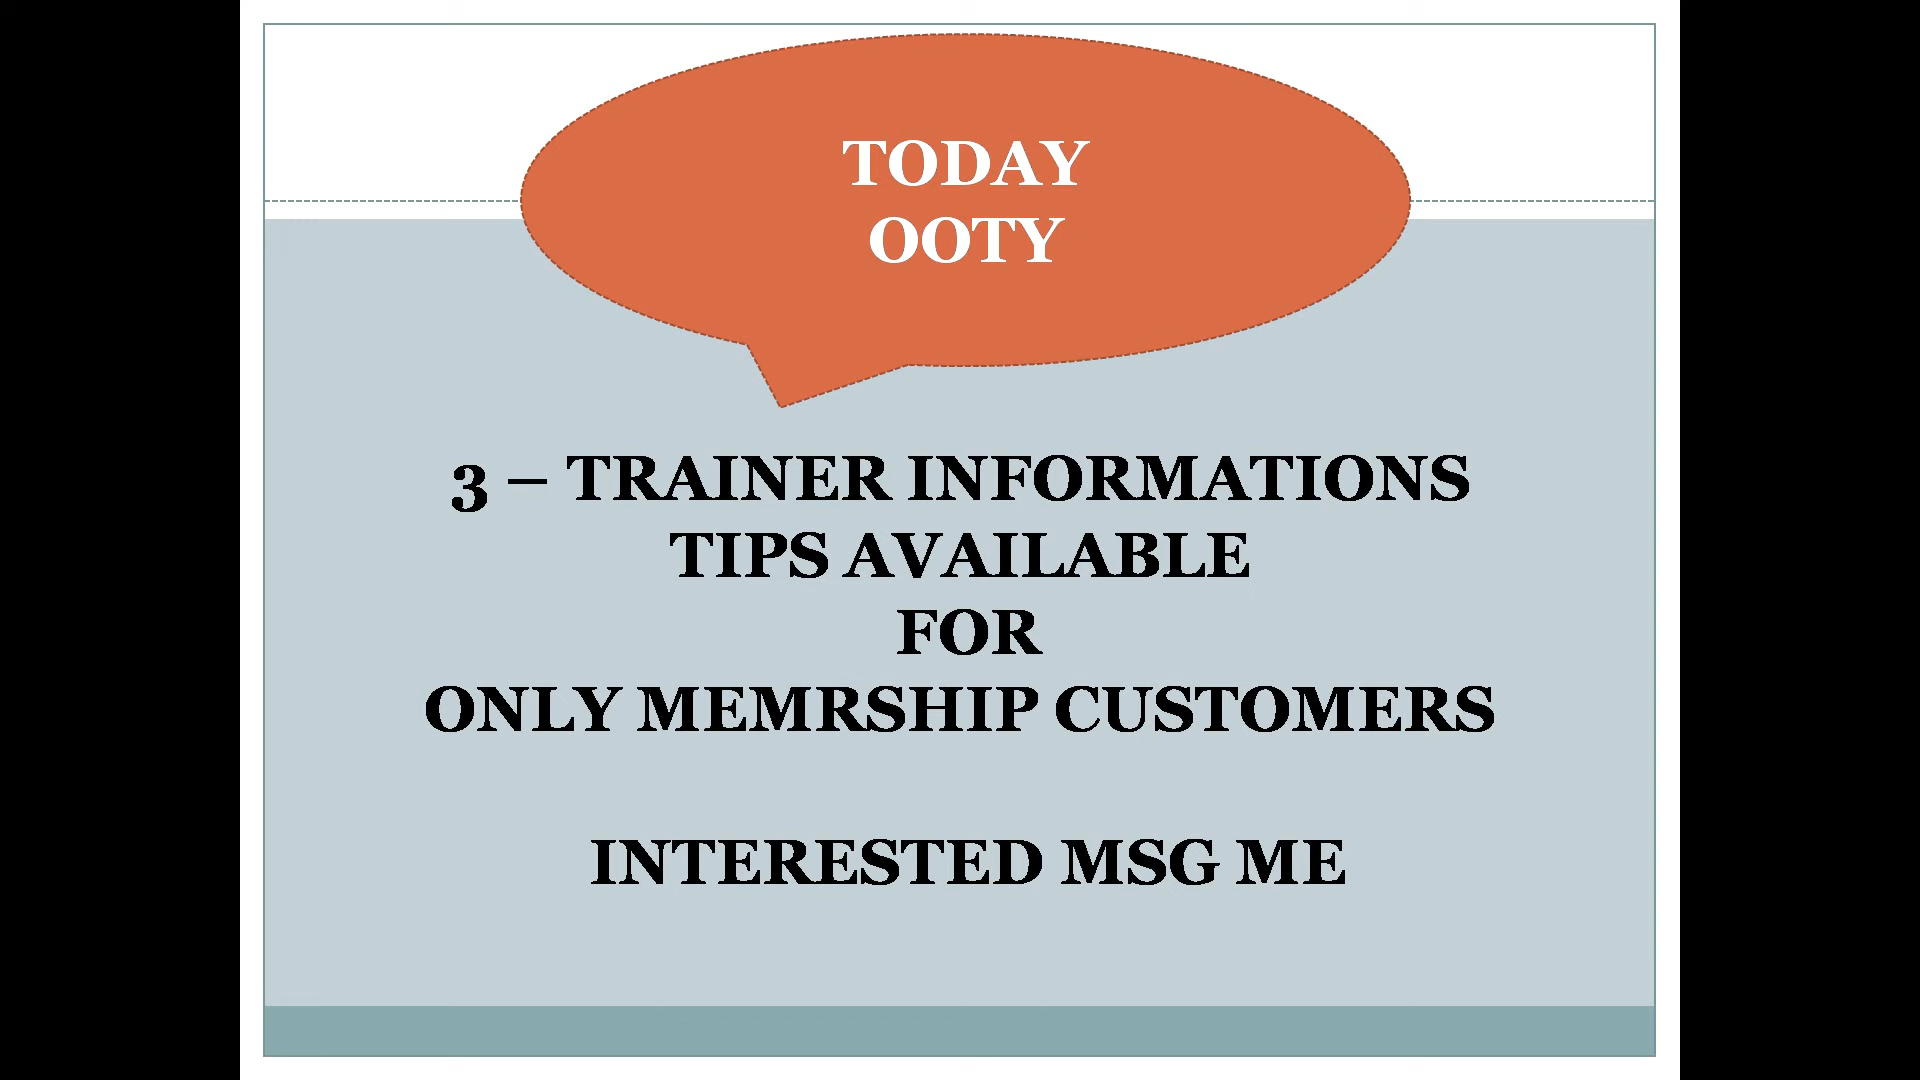 TODAY
OOTY
3 – TRAINER INFORMATIONS
TIPS AVAILABLE
FOR
ONLY MEMRSHIP CUSTOMERS
INTERESTED MSG ME